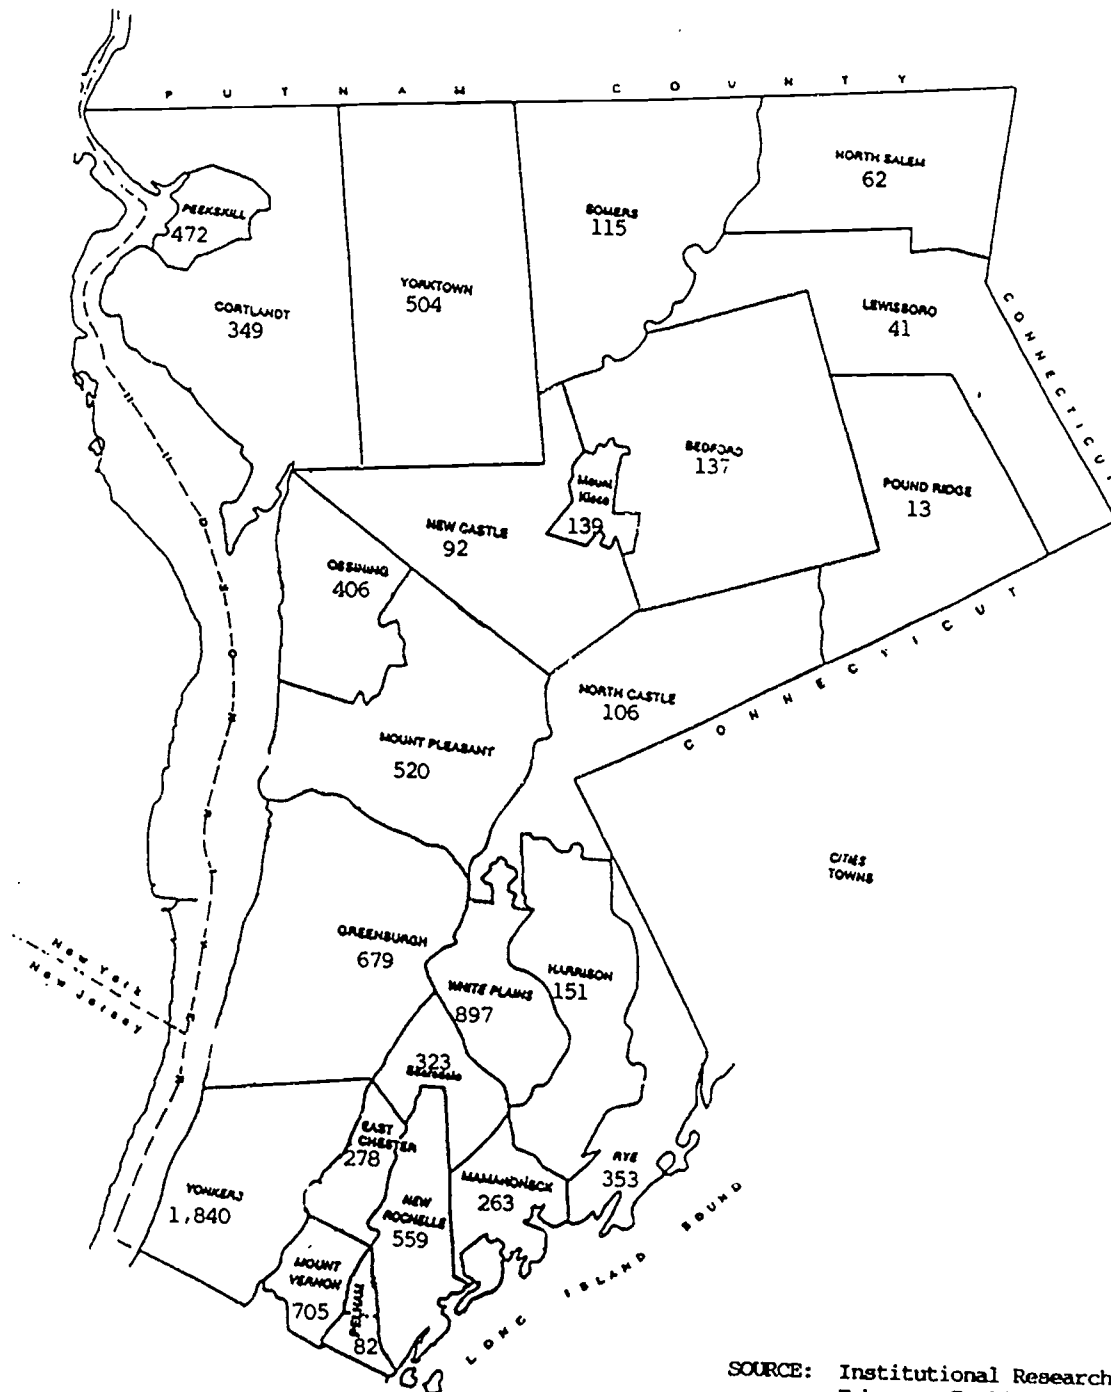 PUTNAM COUNTY
NORTH SALEM
62
PEEKSKILL
472
SOMERS
115
YORKTOWN
504
CORTLANDT
349
LEWISBORO
41
CONNECTICUT
BEDFORD
137
Mount
Kisco
139
POUND RIDGE
13
NEW CASTLE
92
OSSINING
406
CONNECTICUT
NORTH CASTLE
106
MOUNT PLEASANT
520
CITIES
TOWNS
GREENBURGH
679
HARRISON
151
WHITE PLAINS
897
New York
New Jersey
323
Scarsdale
EAST
CHESTER
278
RYE
353
MAMARONECK
263
YONKERS
1,840
NEW
ROCHELLE
559
MOUNT
VERNON
705
PELHAM
82
LONG ISLAND SOUND
SOURCE: Institutional Research